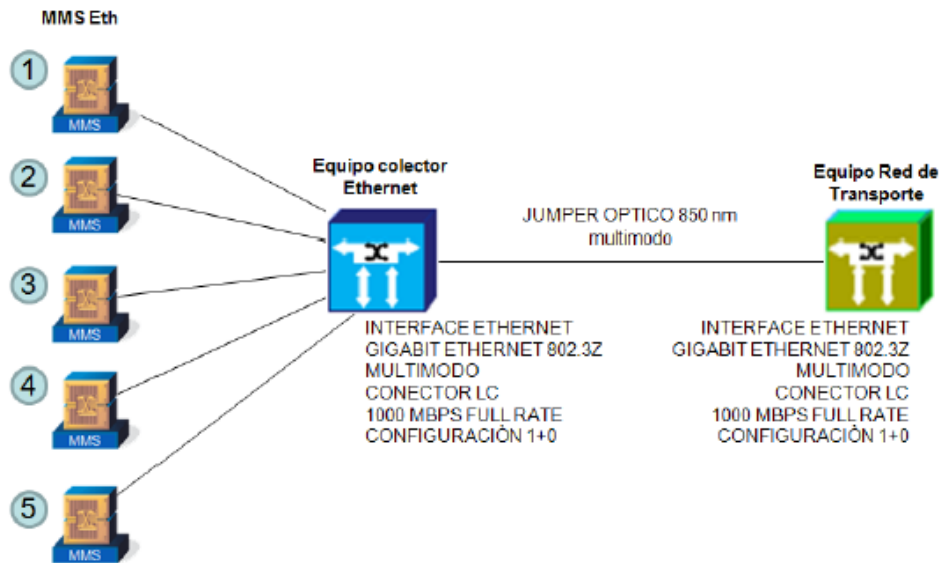 MMS Eth
1
MMS
2
MMS
3
MMS
4
MMS
5
MMS
Equipo colector
Ethernet
INTERFACE ETHERNET
GIGABIT ETHERNET 802.3Z
MULTIMODO
CONECTOR LC
1000 MBPS FULL RATE
CONFIGURACIÓN 1+0
JUMPER OPTICO 850 nm
multimodo
Equipo Red de
Transporte
INTERFACE ETHERNET
GIGABIT ETHERNET 802.3Z
MULTIMODO
CONECTOR LC
1000 MBPS FULL RATE
CONFIGURACIÓN 1+0